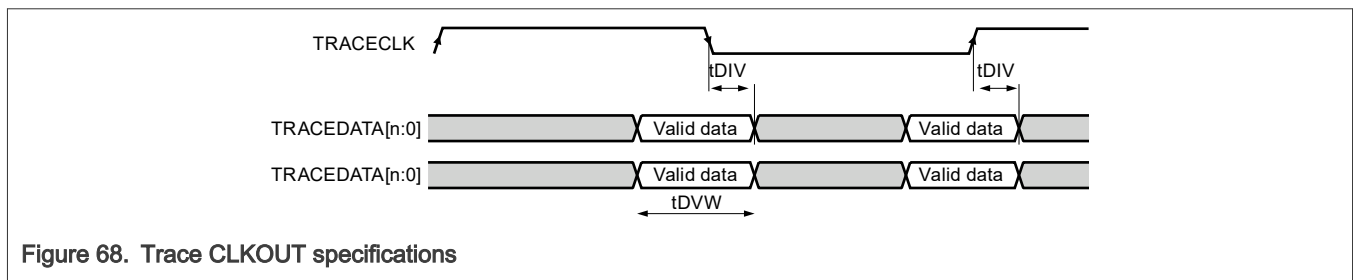 TRACECLK
tDIV tDIV
TRACEDATA[n:0] Valid data Valid data
TRACEDATA[n:0] Valid data Valid data
tDVW
Figure 68. Trace CLKOUT specifications